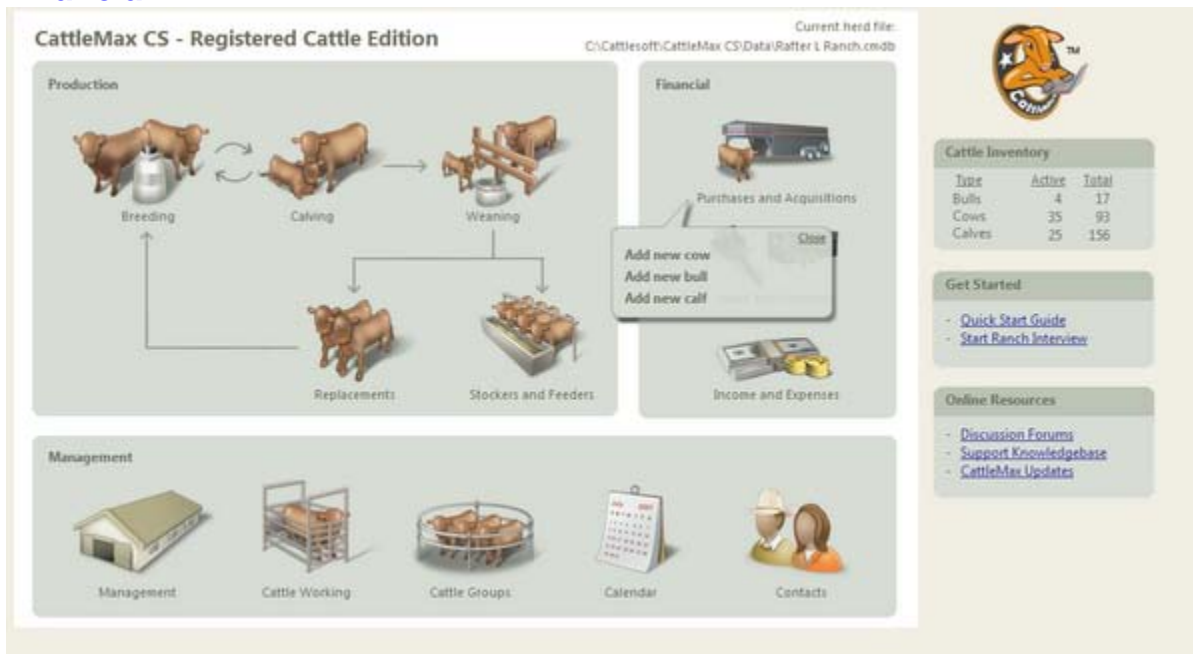 CattleMax CS - Registered Cattle Edition
Current herd file:
C:\Cattlesoft\CattleMax CS\Data\Rafter L Ranch.cmdb
Production
Breeding
Calving
Weaning
Replacements
Stockers and Feeders
Financial
Purchases and Acquisitions
Close
Add new cow
Add new bull
Add new calf
Income and Expenses
Management
Management
Cattle Working
Cattle Groups
July 2007
Calendar
Contacts
CattleMax
TM
Cattle Inventory
Type Active Total
Bulls 4 17
Cows 35 93
Calves 25 156
Get Started
- Quick Start Guide
- Start Ranch Interview
Online Resources
- Discussion Forums
- Support Knowledgebase
- CattleMax Updates